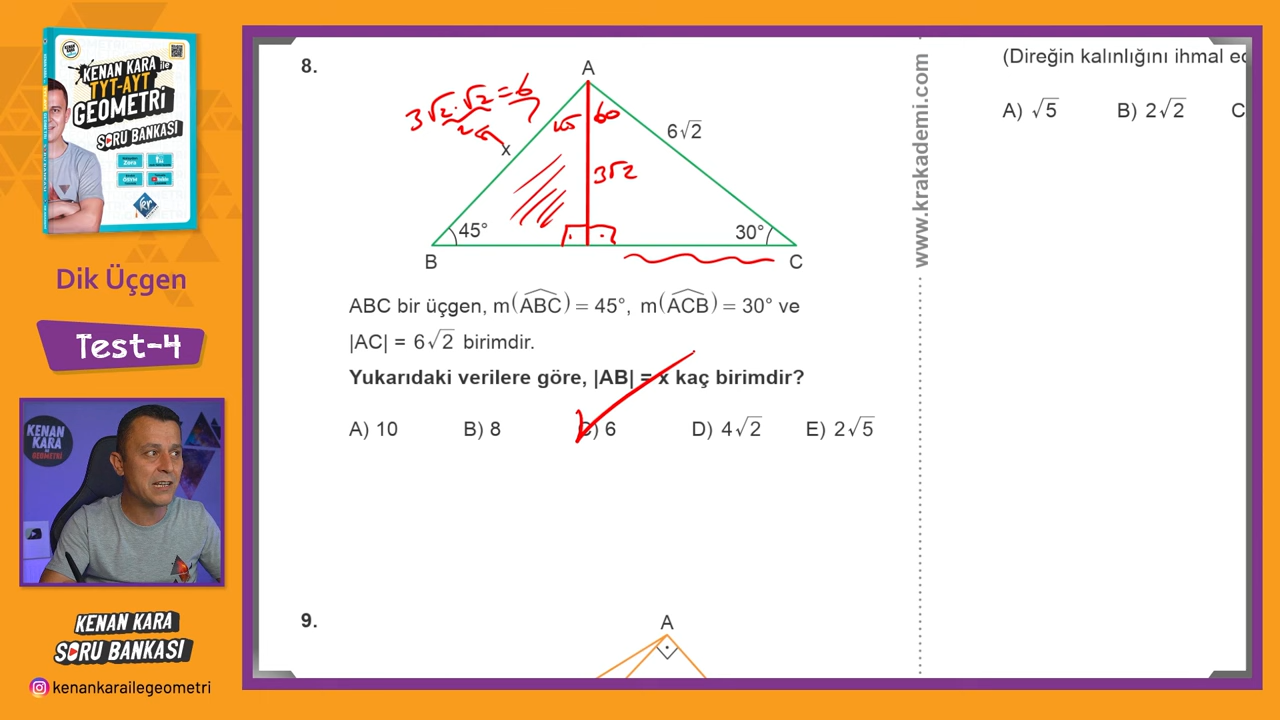 KENAN KARA ile
TYT-AYT
GEOMETRİ
SORU BANKASI
Dik Üçgen
Test-4
KENAN KARA
GEOMETRİ
KENAN KARA
SORU BANKASI
kenankarailegeometri
8.
A
3√2.√2=6
45
60
6√2
x
3√2
45°
30°
B
C
ABC bir üçgen, m(ABC) = 45°, m(ACB) = 30° ve
|AC| = 6√2 birimdir.
Yukarıdaki verilere göre, |AB| = x kaç birimdir?
A) 10 B) 8 C) 6 D) 4√2 E) 2√5
9.
A
www.krakademi.com
(Direğin kalınlığını ihmal ed
A) √5 B) 2√2 C